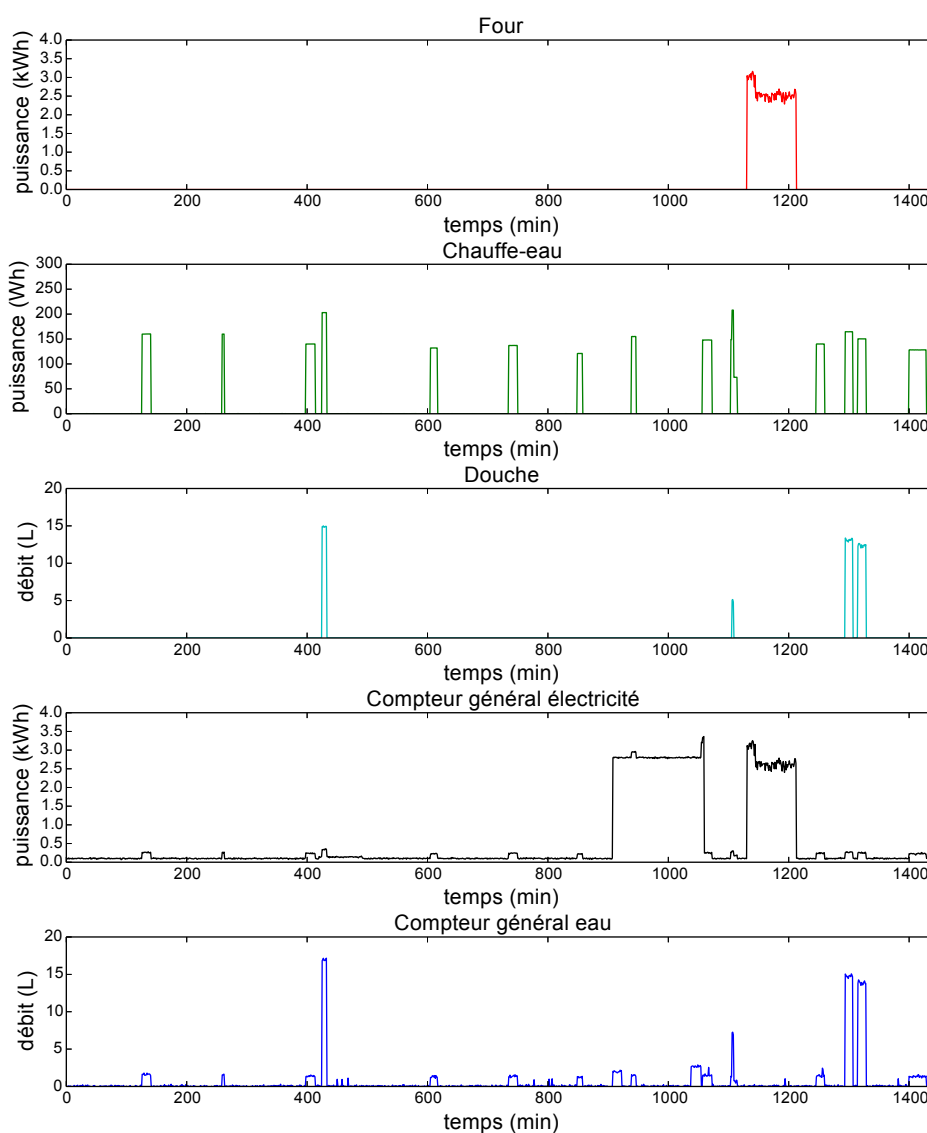 Four
puissance (kWh)
4.0
3.5
3.0
2.5
2.0
1.5
1.0
0.5
0.0
0 200 400 600 800 1000 1200 1400
temps (min)
Chauffe-eau
puissance (Wh)
300
250
200
150
100
50
0
0 200 400 600 800 1000 1200 1400
temps (min)
Douche
débit (L)
20
15
10
5
0
0 200 400 600 800 1000 1200 1400
temps (min)
Compteur général électricité
puissance (kWh)
4.0
3.5
3.0
2.5
2.0
1.5
1.0
0.5
0.0
0 200 400 600 800 1000 1200 1400
temps (min)
Compteur général eau
débit (L)
20
15
10
5
0
0 200 400 600 800 1000 1200 1400
temps (min)